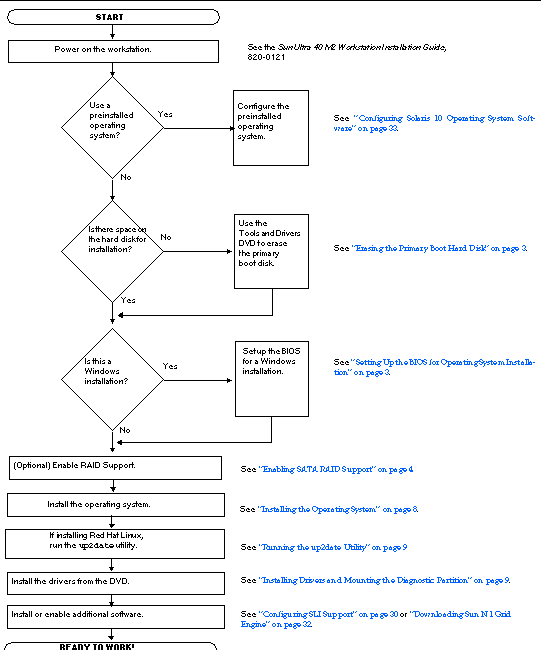 START
Power on the workstation.
See the Sun Ultra 40 M2 Workstation Installation Guide,
820-0121
Use a
preinstalled
operating
system?
Yes
Configure the
preinstalled
operating
system.
See "Configuring Solaris 10 Operating System Soft-
ware" on page 33.
No
Is there space on
the hard disk for
installation?
No
Use the
Tools and Drivers
DVD to erase
the primary
boot disk.
See "Erasing the Primary Boot Hard Disk" on page 3.
Yes
Is this a
Windows
installation?
Yes
Setup the BIOS
for a Windows
installation.
See "Setting Up the BIOS for Operating System Installa-
tion" on page 3.
No
(Optional) Enable RAID Support.
See "Enabling SATA RAID Support" on page 4.
Install the operating system.
See "Installing the Operating System" on page 8.
If installing Red Hat Linux,
run the up2date utility.
See "Running the up2date Utility" on page 9
Install the drivers from the DVD.
See "Installing Drivers and Mounting the Diagnostic Partition" on page 9.
Install or enable additional software.
See "Configuring SLI Support" on page 30 or "Downloading Sun N1 Grid
Engine" on page 32.
READY TO WORK!